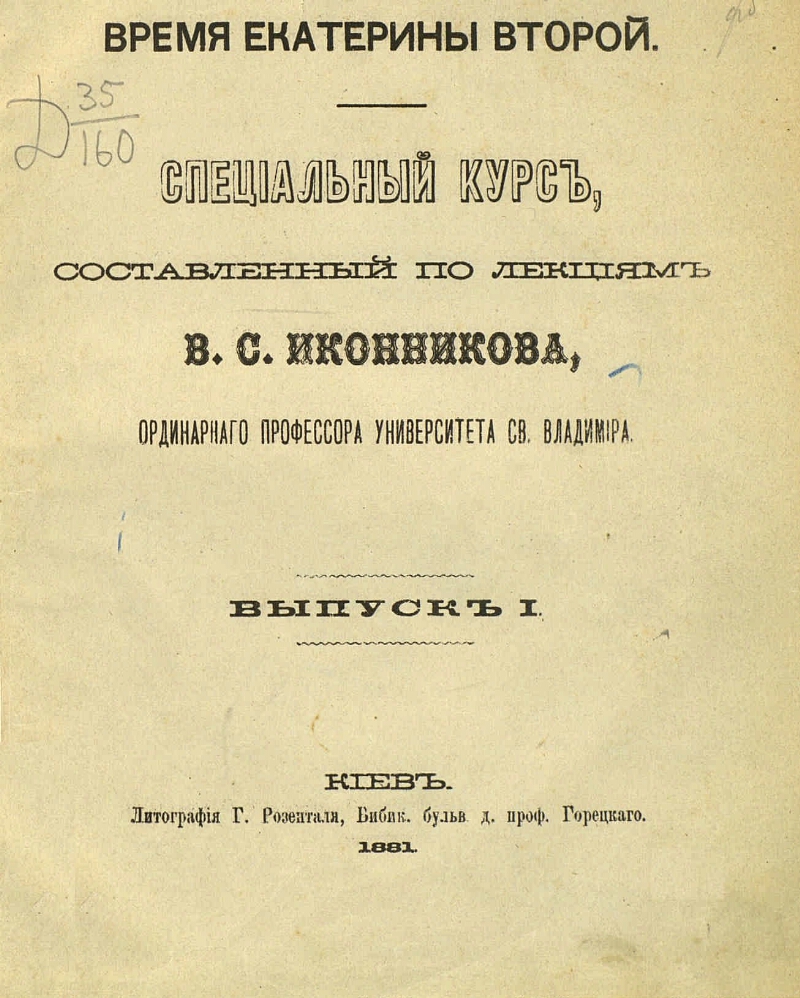 ВРЕМЯ ЕКАТЕРИНЫ ВТОРОЙ.
35
160
СПЕЦІАЛЬНЫЙ КУРСЪ,
СОСТАВЛЕННЫЙ ПО ЛЕКЦІЯМЪ
В. С. ИКОННИКОВА,
ОРДИНАРНАГО ПРОФЕССОРА УНИВЕРСИТЕТА СВ. ВЛАДИМІРА.
ВЫПУСКЪ I.
КІЕВЪ.
Литографія Г. Розенталя, Бибик. бульв д. проф. Горецкаго.
1881.